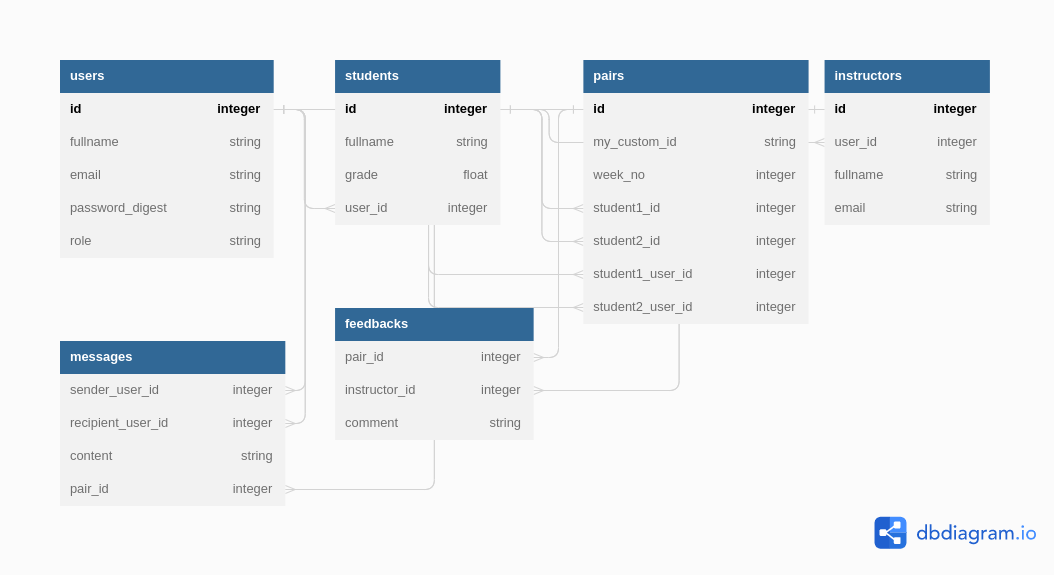 users
id integer
fullname string
email string
password_digest string
role string
students
id integer
fullname string
grade float
user_id integer
pairs
id integer
my_custom_id string
week_no integer
student1_id integer
student2_id integer
student1_user_id integer
student2_user_id integer
instructors
id integer
user_id integer
fullname string
email string
messages
sender_user_id integer
recipient_user_id integer
content string
pair_id integer
feedbacks
pair_id integer
instructor_id integer
comment string
dbdiagram.io